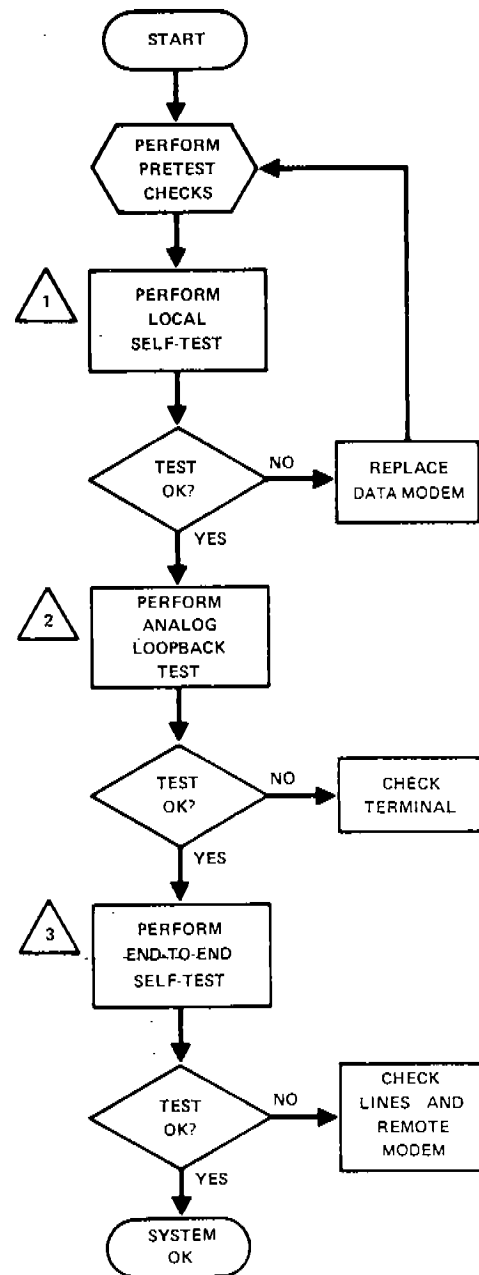 START
PERFORM
PRETEST
CHECKS
1
PERFORM
LOCAL
SELF-TEST
TEST
OK?
NO
REPLACE
DATA MODEM
YES
2
PERFORM
ANALOG
LOOPBACK
TEST
TEST
OK?
NO
CHECK
TERMINAL
YES
3
PERFORM
END-TO-END
SELF-TEST
TEST
OK?
NO
CHECK
LINES AND
REMOTE
MODEM
YES
SYSTEM
OK